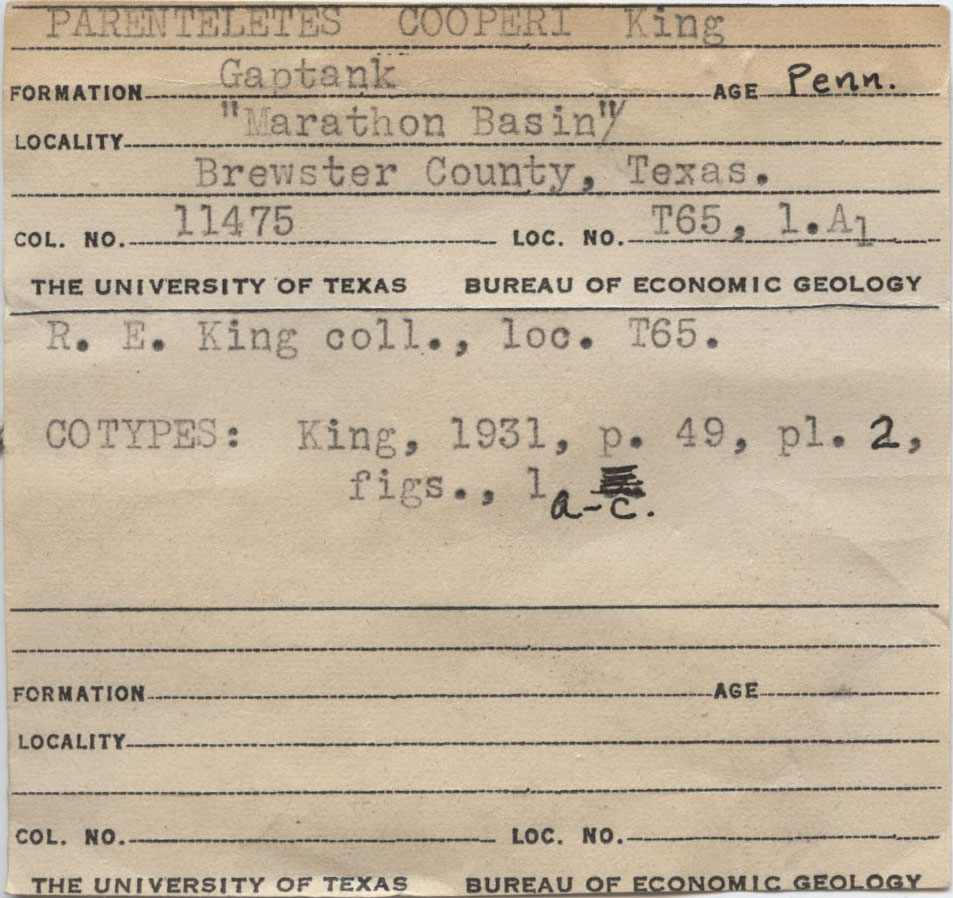 PARENTELETES COOPERI King
FORMATION Gaptank AGE Penn.
LOCALITY "Marathon Basin"/
Brewster County, Texas.
COL. NO. 11475 LOC. NO. T65, l.A1
THE UNIVERSITY OF TEXAS BUREAU OF ECONOMIC GEOLOGY
R. E. King coll., loc. T65.
COTYPES: King, 1931, p. 49, pl. 2,
figs., 1 a-c.
FORMATION AGE
LOCALITY
COL. NO. LOC. NO.
THE UNIVERSITY OF TEXAS BUREAU OF ECONOMIC GEOLOGY